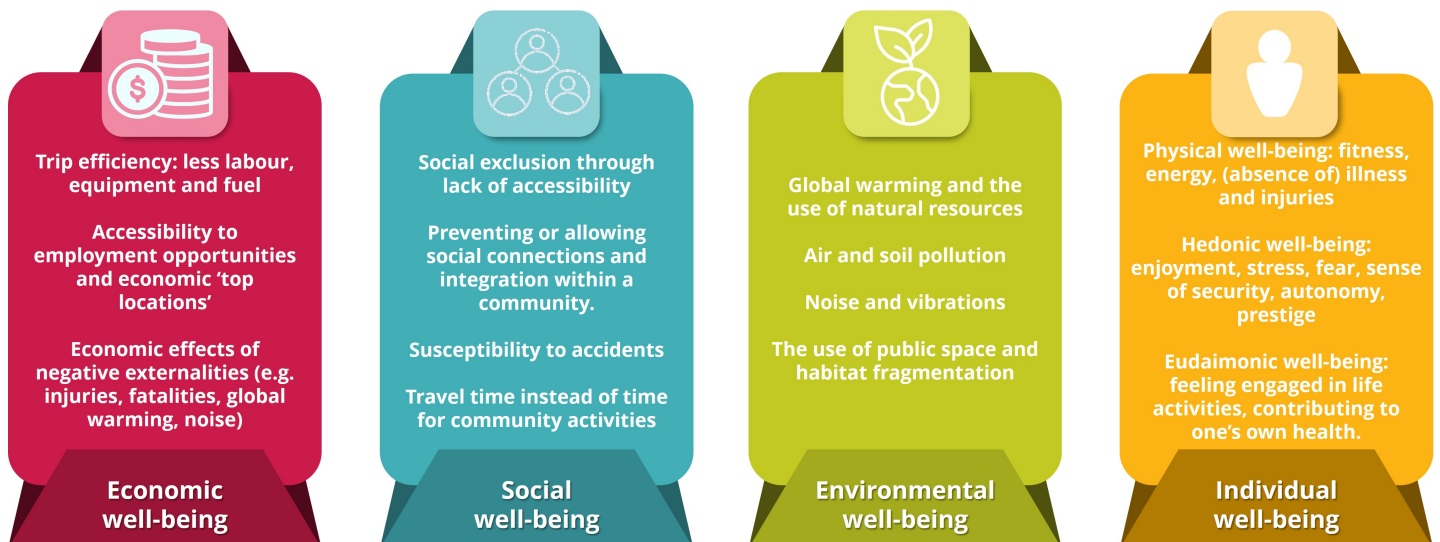 $
Trip efficiency: less labour,
equipment and fuel
Accessibility to
employment opportunities
and economic ‘top
locations’
Economic effects of
negative externalities (e.g.
injuries, fatalities, global
warming, noise)
Economic
well-being
Social exclusion through
lack of accessibility
Preventing or allowing
social connections and
integration within a
community.
Susceptibility to accidents
Travel time instead of time
for community activities
Social
well-being
Global warming and the
use of natural resources
Air and soil pollution
Noise and vibrations
The use of public space and
habitat fragmentation
Environmental
well-being
Physical well-being: fitness,
energy, (absence of) illness
and injuries
Hedonic well-being:
enjoyment, stress, fear, sense
of security, autonomy,
prestige
Eudaimonic well-being:
feeling engaged in life
activities, contributing to
one’s own health.
Individual
well-being